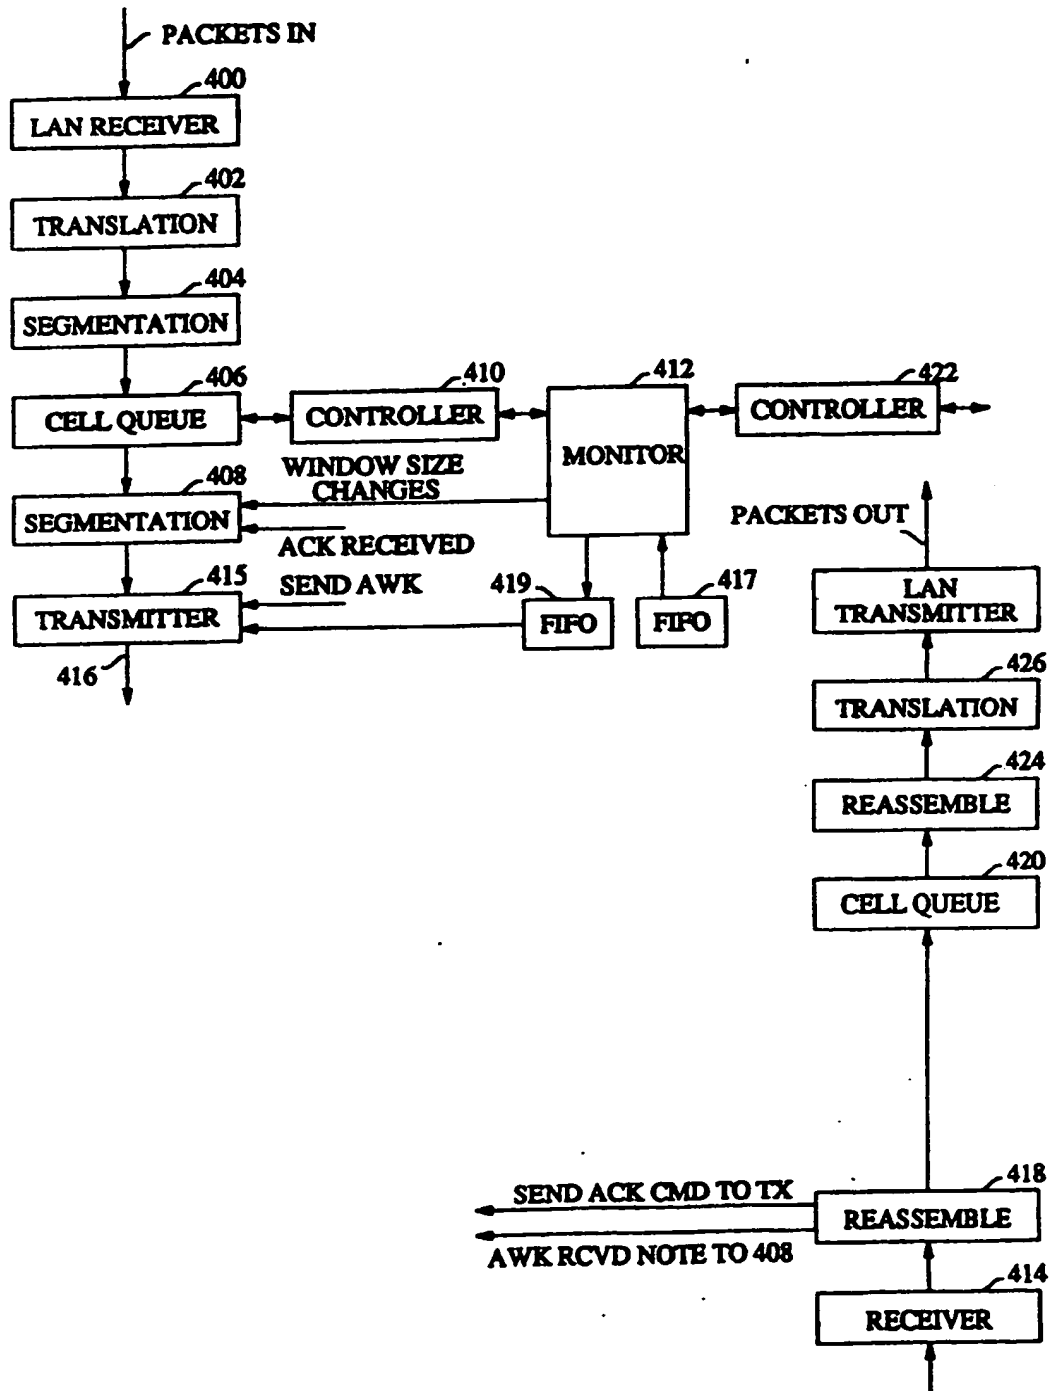 PACKETS IN
400
LAN RECEIVER
402
TRANSLATION
404
SEGMENTATION
406
CELL QUEUE
410
CONTROLLER
412
MONITOR
422
CONTROLLER
WINDOW SIZE
CHANGES
408
SEGMENTATION
ACK RECEIVED
PACKETS OUT
415
TRANSMITTER
SEND AWK
419
FIFO
417
FIFO
LAN
TRANSMITTER
416
426
TRANSLATION
424
REASSEMBLE
420
CELL QUEUE
418
REASSEMBLE
SEND ACK CMD TO TX
AWK RCVD NOTE TO 408
414
RECEIVER